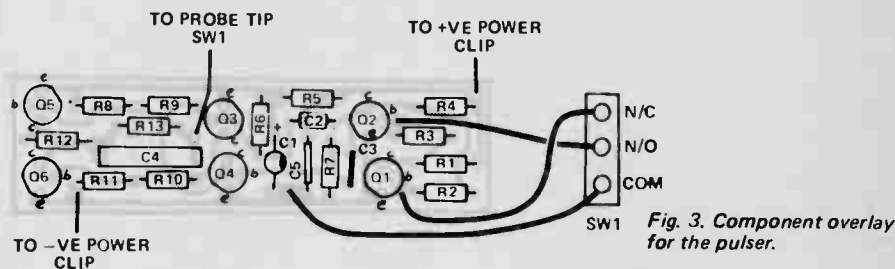 TO PROBE TIP
SW1
TO +VE POWER
CLIP
e
c
c
b
Q5
R8
R9
Q3
R6
R5
C2
Q2
b
R4
N/C
R13
+
e
R3
N/O
c
R12
c
C1
c
C4
C5
R7
C3
R1
COM
Q6
b
R11
R10
Q4
b
Q1
b
R2
e
e
e
SW1
Fig. 3. Component overlay
for the pulser.
TO −VE POWER
CLIP